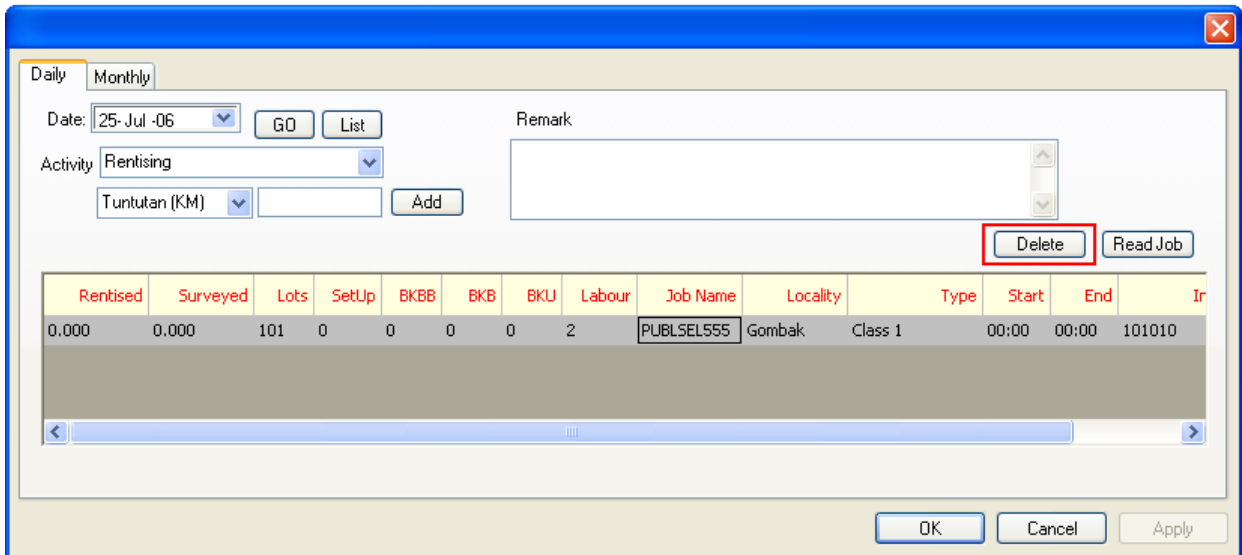 Daily Monthly
Date: 25- Jul -06 GO List Remark
Activity Rentising
Tuntutan (KM) Add
Delete Read Job
Rentised Surveyed Lots SetUp BKBB BKB BKU Labour Job Name Locality Type Start End
0.000 0.000 101 0 0 0 0 2 PUBLSEL555 Gombak Class 1 00:00 00:00 101010
OK Cancel Apply